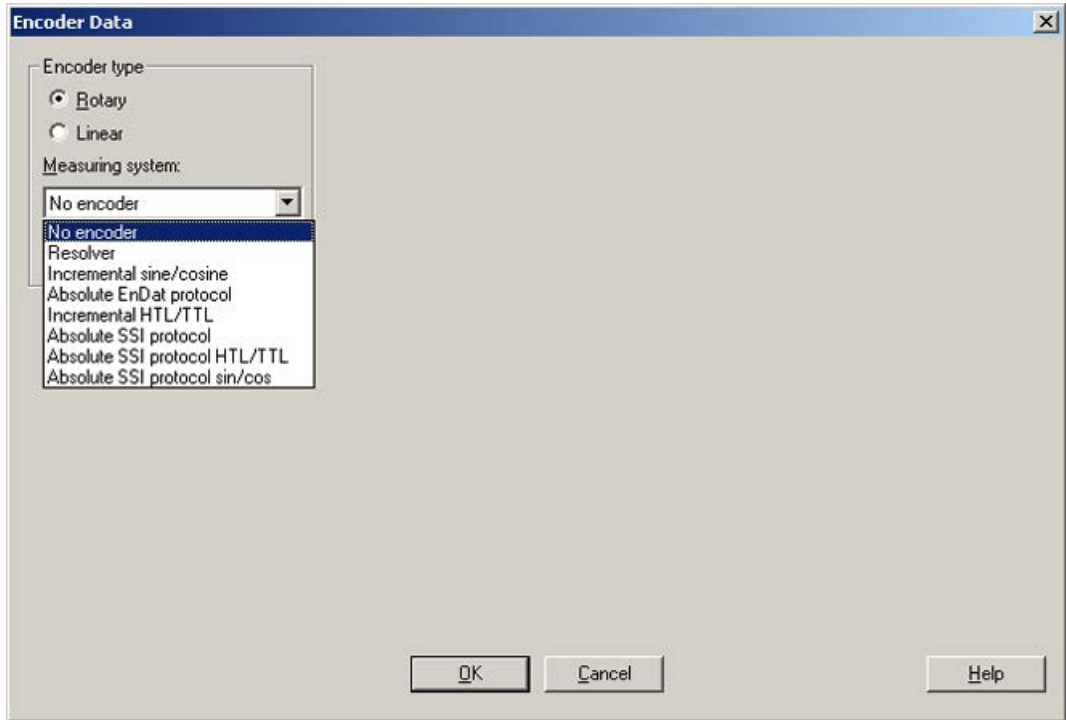 Encoder Data
Encoder type
Rotary
Linear
Measuring system:
No encoder
No encoder
Resolver
Incremental sine/cosine
Absolute EnDat protocol
Incremental HTL/TTL
Absolute SSI protocol
Absolute SSI protocol HTL/TTL
Absolute SSI protocol sin/cos
OK Cancel Help